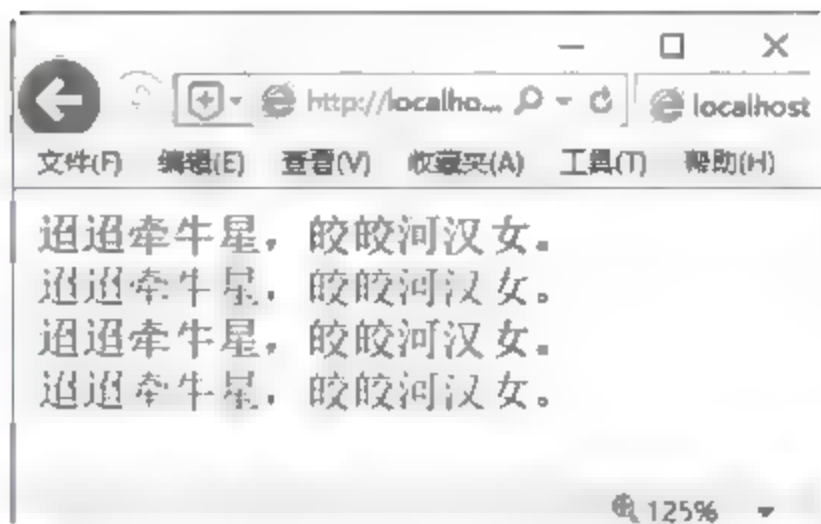 http://localho... localhost
文件(F) 编辑(E) 查看(V) 收藏夹(A) 工具(T) 帮助(H)
迢迢牵牛星，皎皎河汉女。
迢迢牵牛星，皎皎河汉女。
迢迢牵牛星，皎皎河汉女。
迢迢牵牛星，皎皎河汉女。
125%